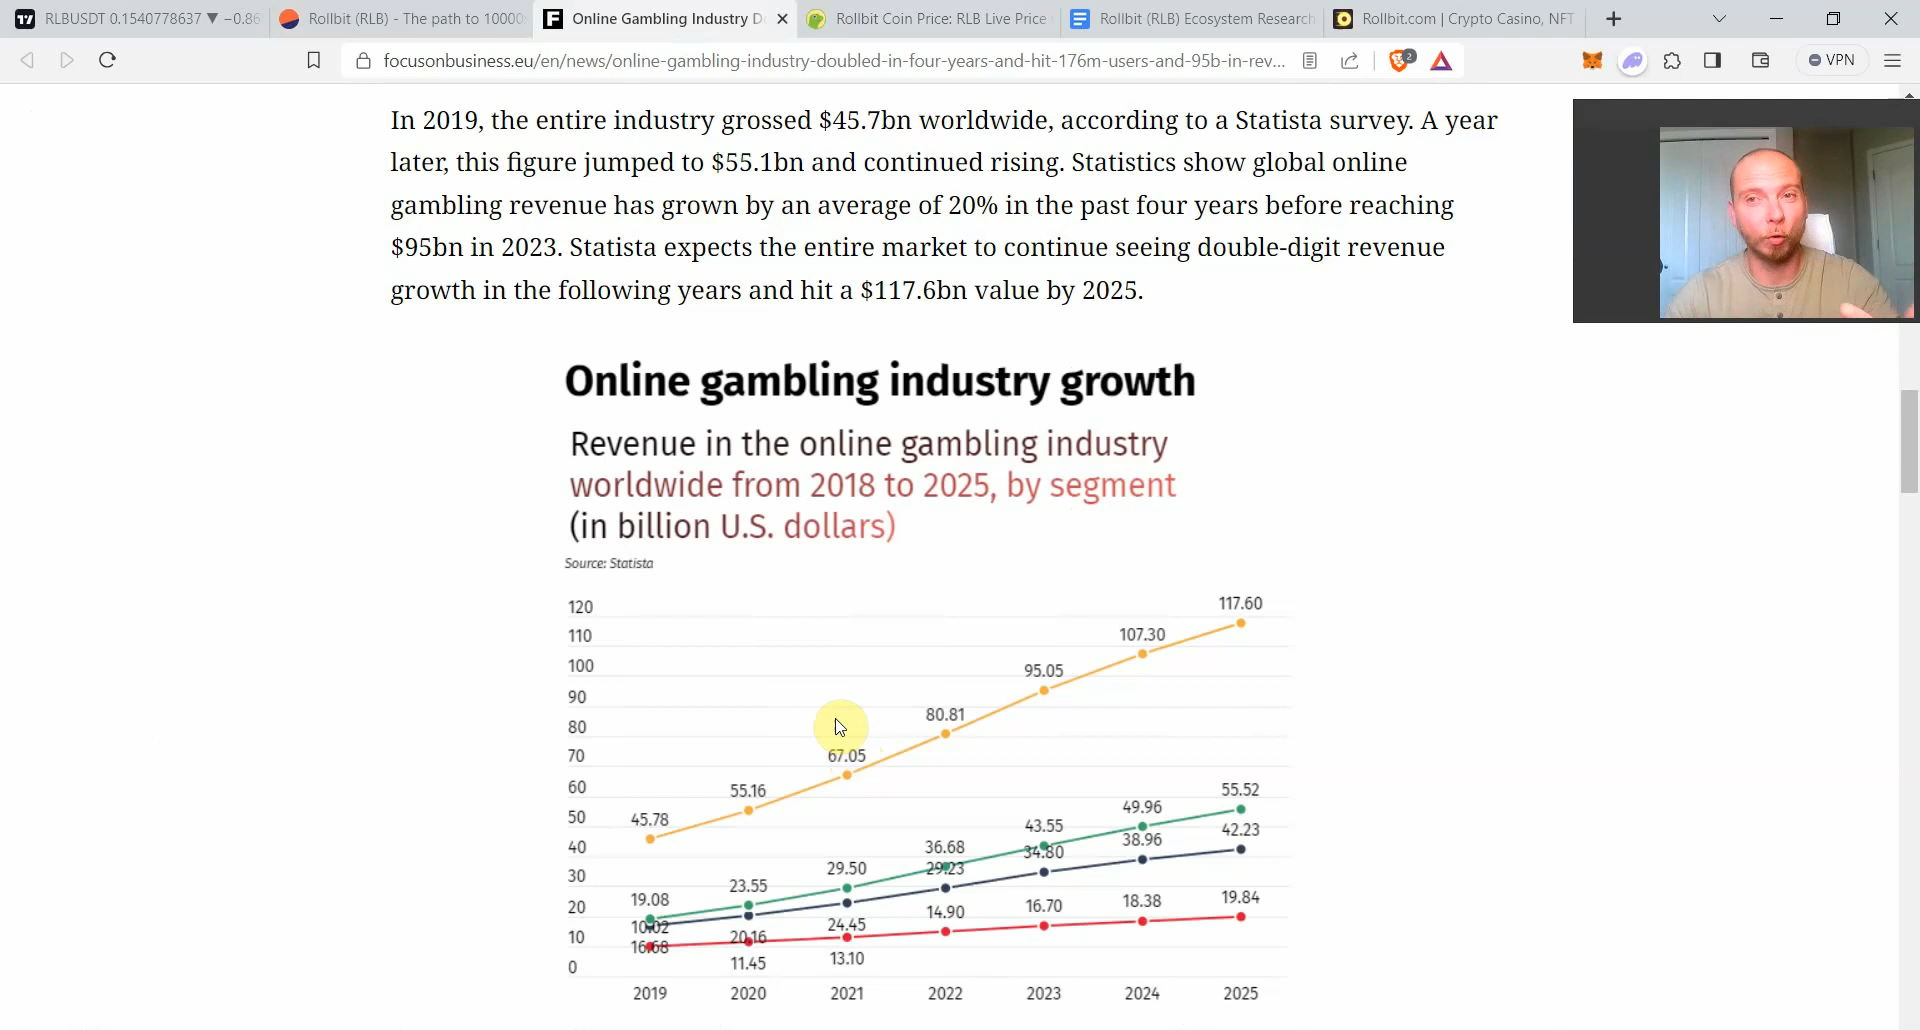 RLBUSDT 0.1540778637 ▼ −0.86
Rollbit (RLB) - The path to 10000
Online Gambling Industry D
Rollbit Coin Price: RLB Live Price
Rollbit (RLB) Ecosystem Research
Rollbit.com | Crypto Casino, NFT
focusonbusiness.eu/en/news/online-gambling-industry-doubled-in-four-years-and-hit-176m-users-and-95b-in-rev...
2
VPN
In 2019, the entire industry grossed $45.7bn worldwide, according to a Statista survey. A year
later, this figure jumped to $55.1bn and continued rising. Statistics show global online
gambling revenue has grown by an average of 20% in the past four years before reaching
$95bn in 2023. Statista expects the entire market to continue seeing double-digit revenue
growth in the following years and hit a $117.6bn value by 2025.
Online gambling industry growth
Revenue in the online gambling industry
worldwide from 2018 to 2025, by segment
(in billion U.S. dollars)
Source: Statista
120
110
100
90
80
70
60
50
40
30
20
10
0
45.78
55.16
67.05
80.81
95.05
107.30
117.60
19.08
23.55
29.50
36.68
43.55
49.96
55.52
10.02
20.16
24.45
29.23
34.80
38.96
42.23
16.68
11.45
13.10
14.90
16.70
18.38
19.84
2019
2020
2021
2022
2023
2024
2025